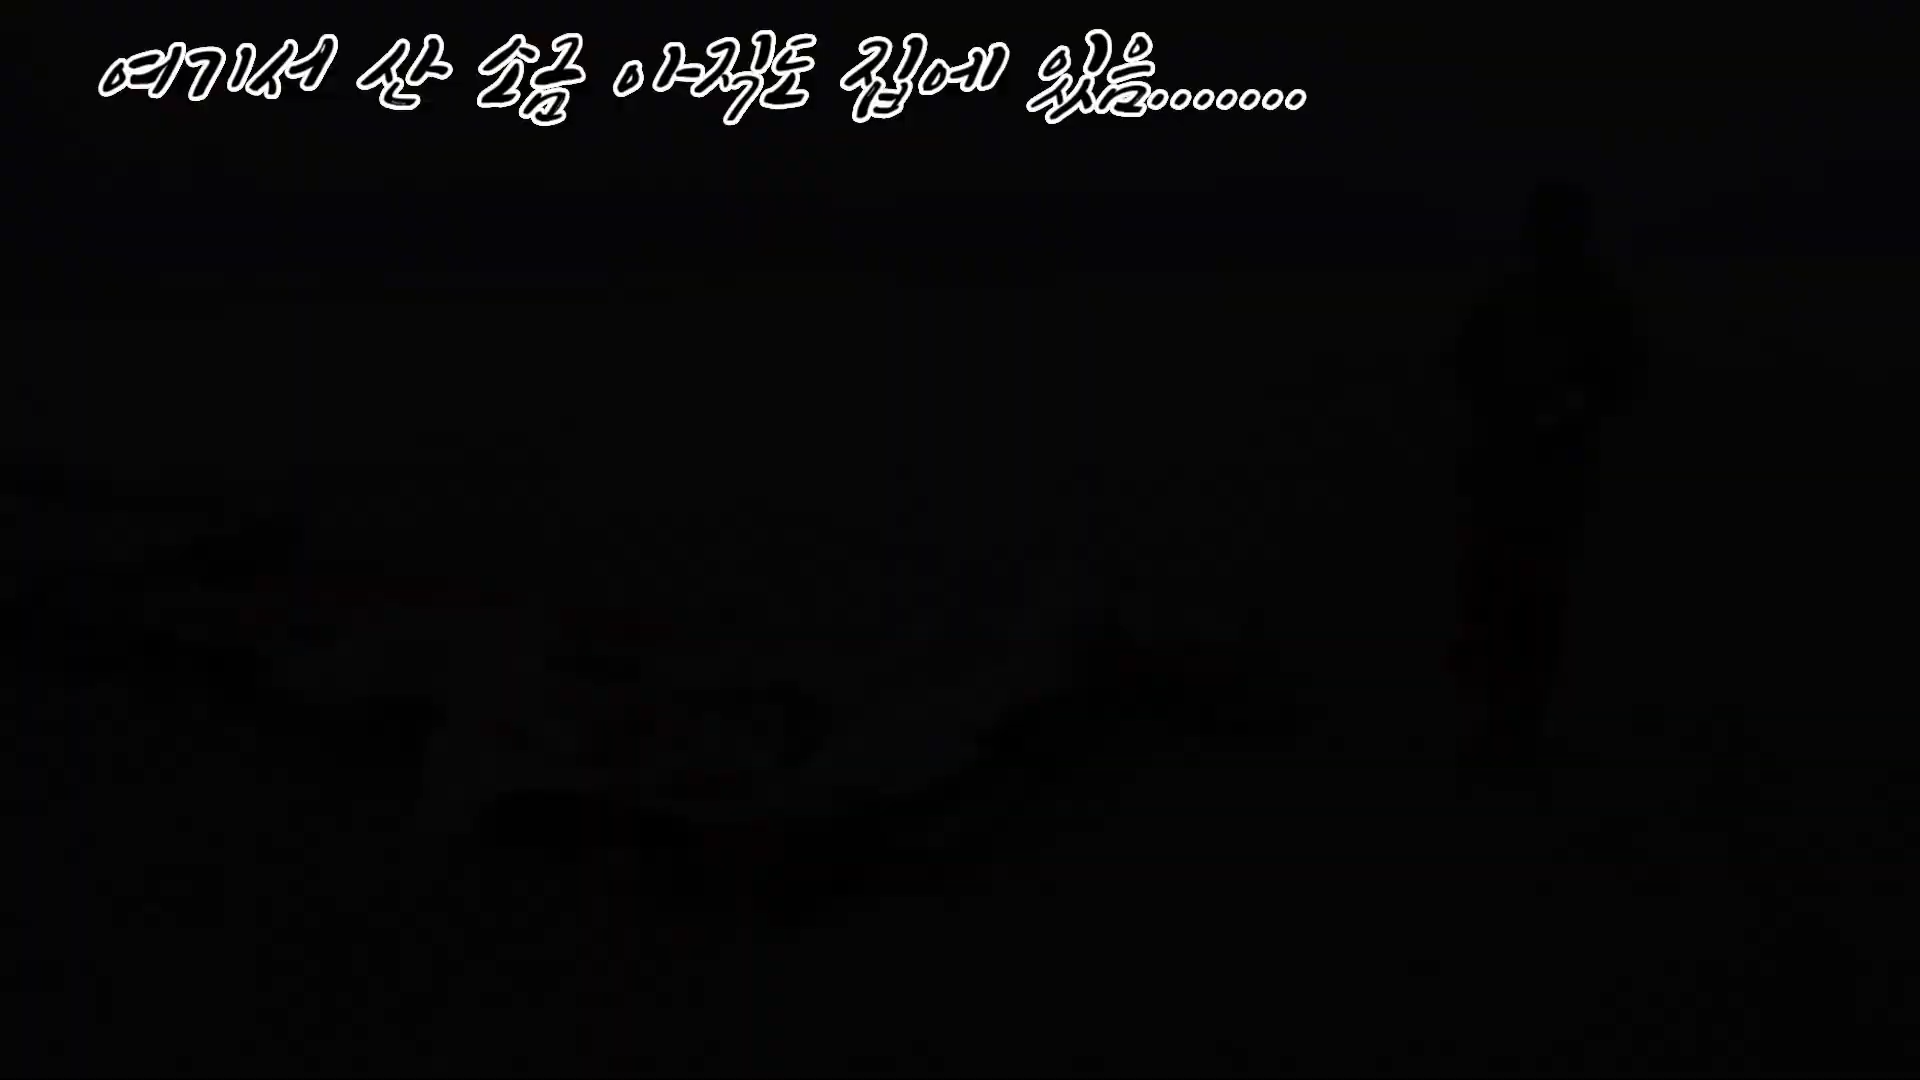 여기서 산 소금 아직도 집에 있음.......